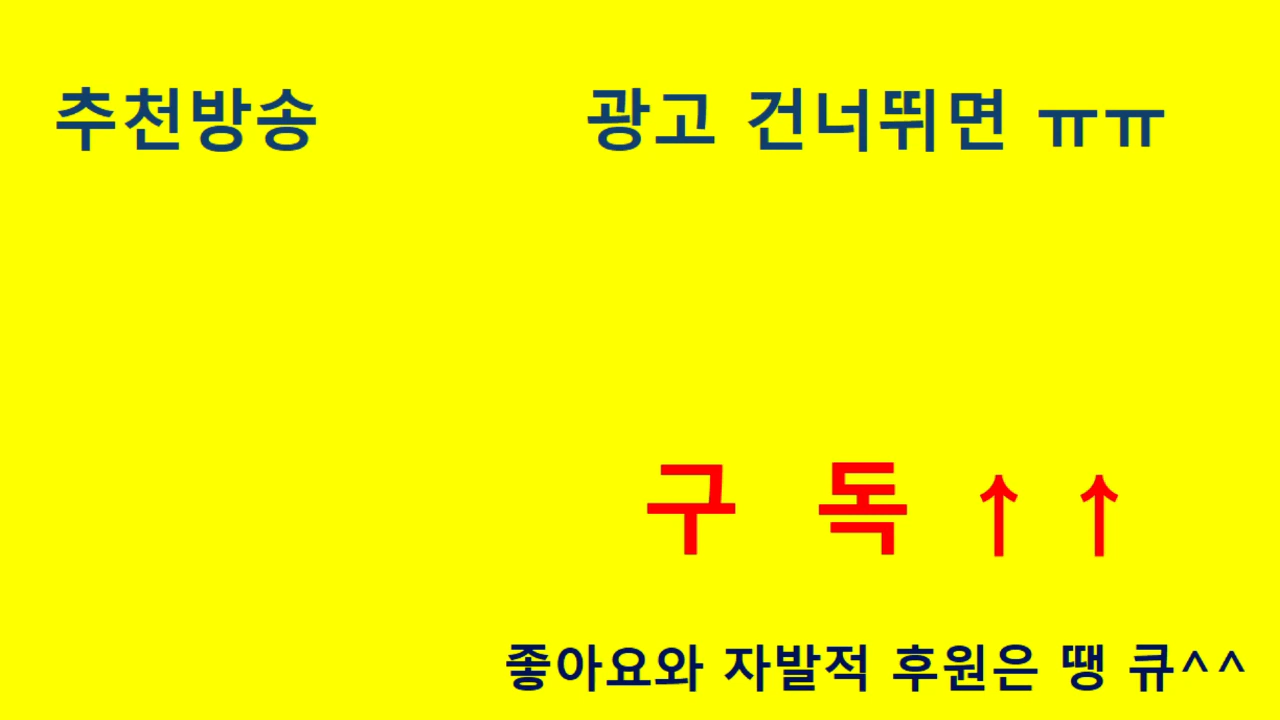 추천방송 광고 건너뛰면 ㅠㅠ
구 독 ↑ ↑
좋아요와 자발적 후원은 땡 큐^^